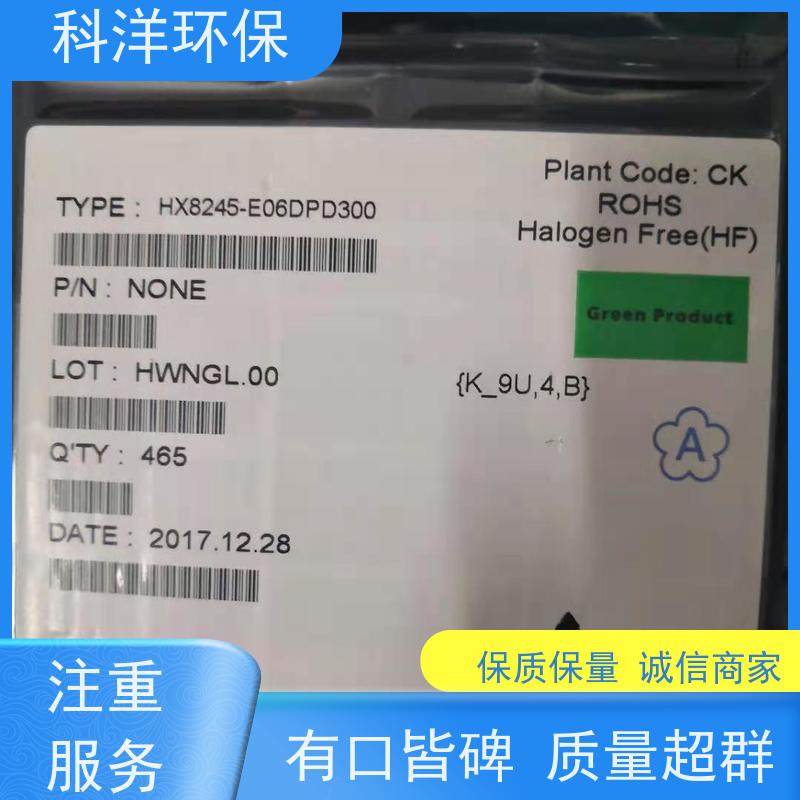 科洋环保
Plant Code: CK
ROHS
Halogen Free(HF)
TYPE : HX8245-E06DPD300
Green Product
P/N : NONE
LOT : HWNGL.00
{K_9U,4,B}
A
Q'TY : 465
DATE : 2017.12.28
保质保量 诚信商家
注重
服务
有口皆碑 质量超群